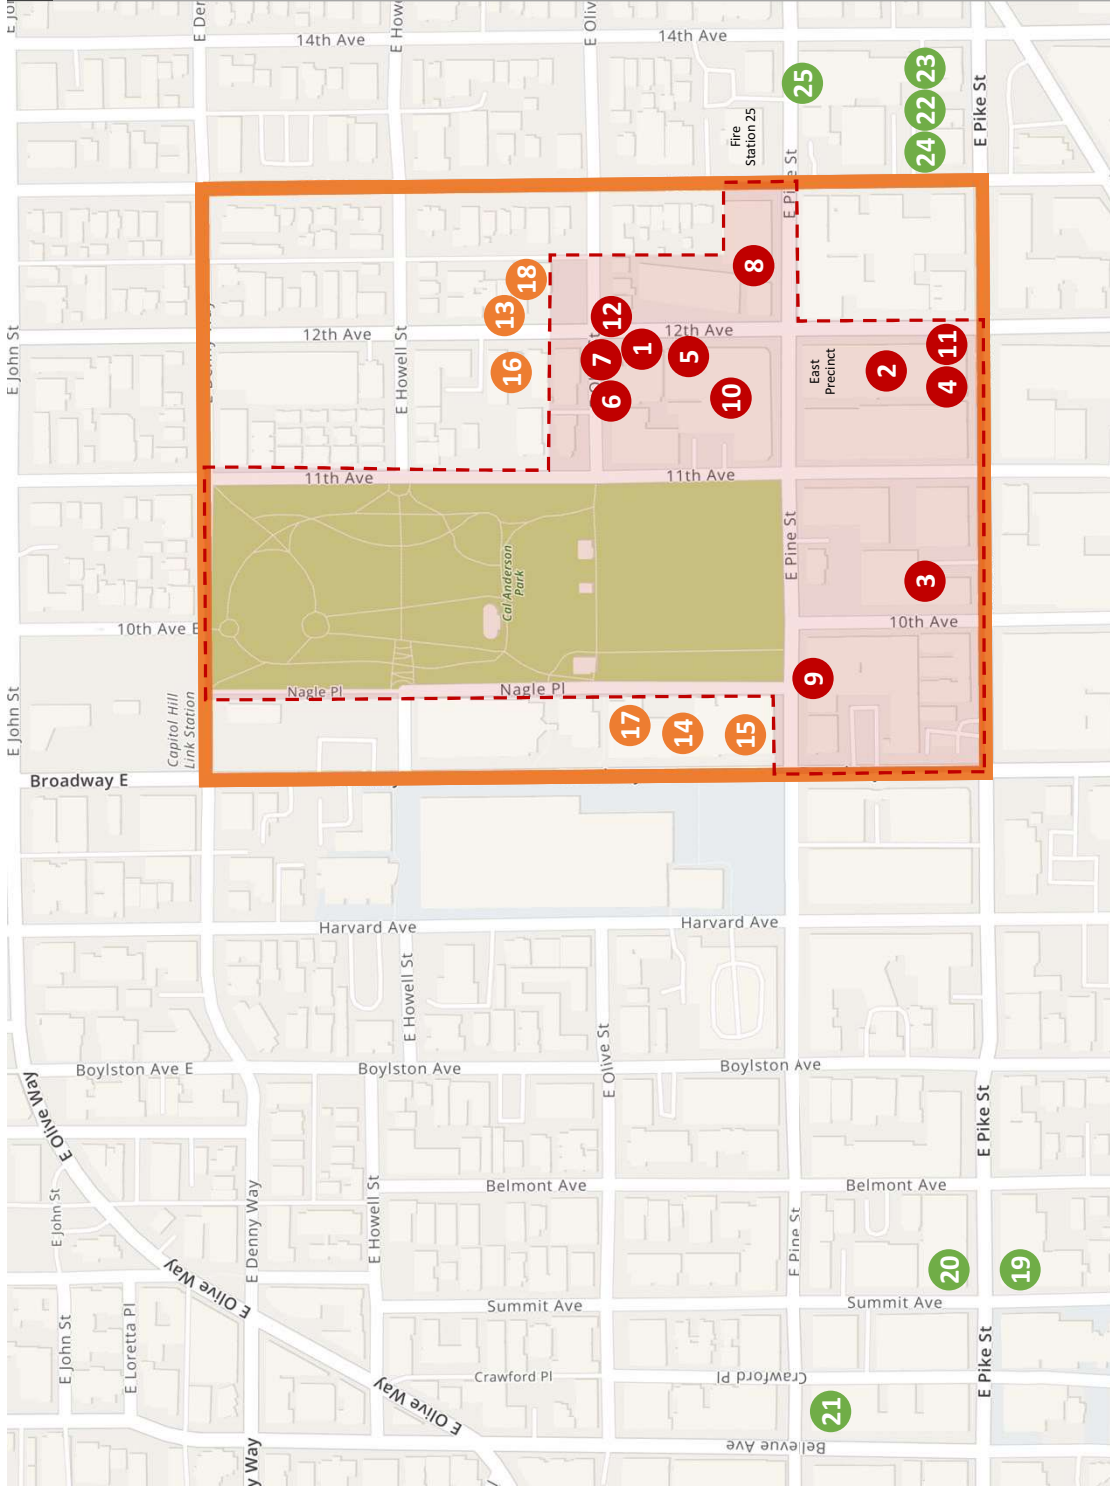 E Jo
E Den
E How
E Oliv
14th Ave
14th Ave
25
23
22
24
E Pike St
Fire
Station 25
E Pine St
8
18
13
12
E John St
12th Ave
E Howell St
16
7
1
12th Ave
5
6
10
East
Precinct
2
11
4
11th Ave
11th Ave
Cal Anderson
Park
E Pine St
3
10th Ave E
10th Ave
Nagle Pl
Nagle Pl
9
E John St
Capitol Hill
Link Station
17
14
15
Broadway E
Harvard Ave
Harvard Ave
E Howell St
E Olive St
Boylston Ave E
Boylston Ave
Boylston Ave
E Olive Way
E Pike St
Belmont Ave
Belmont Ave
E John St
E Denny Way
E Howell St
E Pine St
20
19
E Olive Way
Summit Ave
Summit Ave
E John St
E Loretta Pl
E Pike St
Crawford Pl
Crawford Pl
E Olive Way
21
Bellevue Ave
y Way